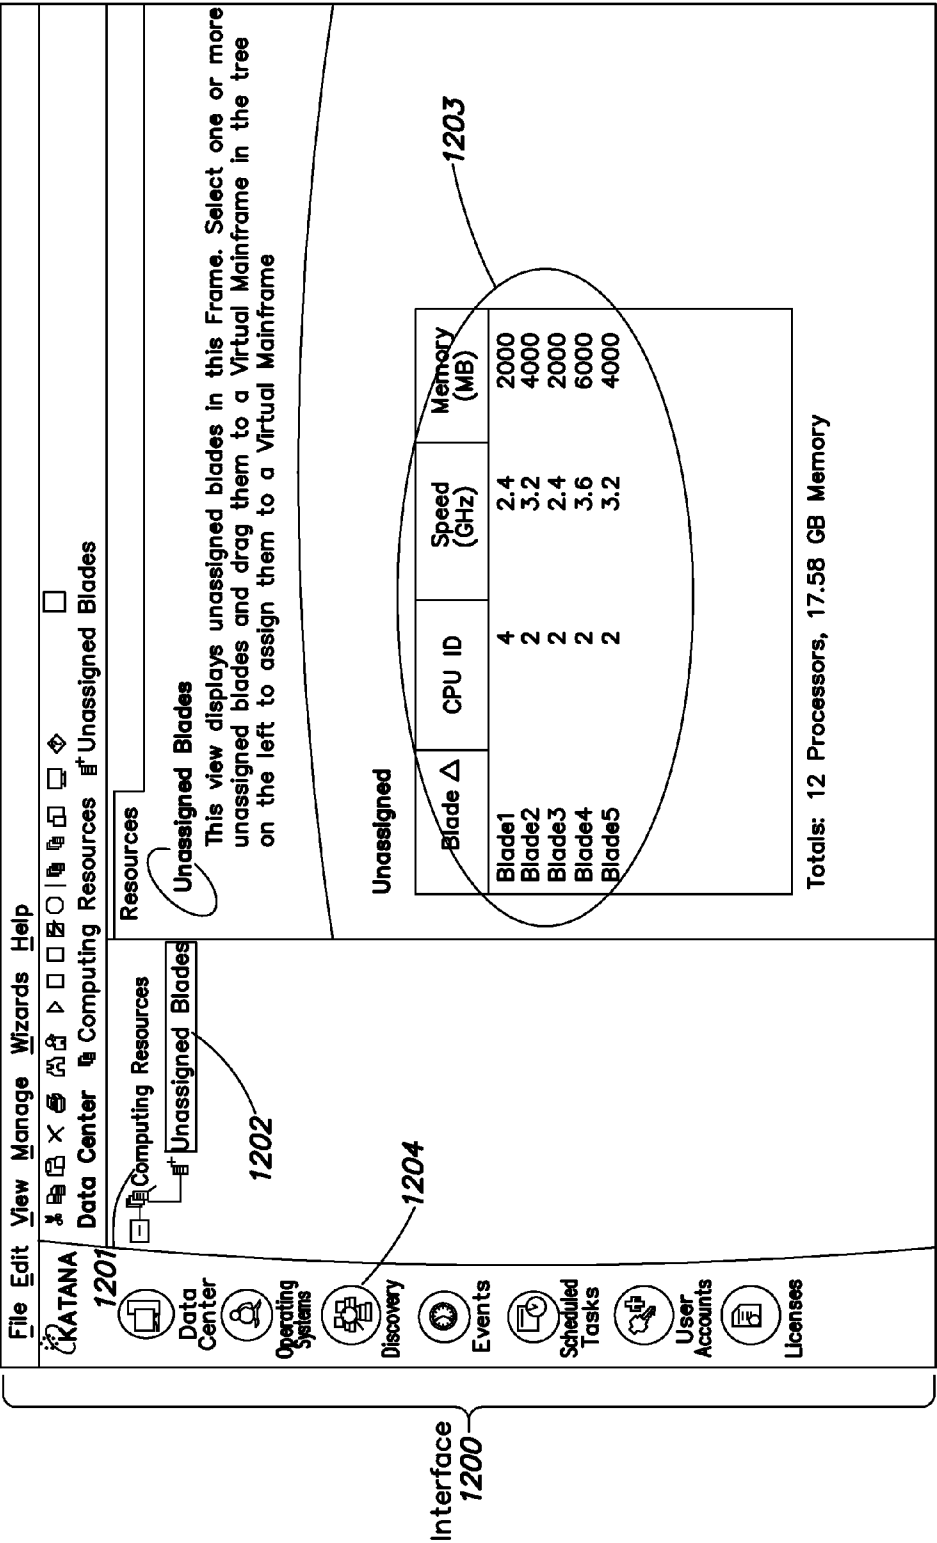 File Edit View Manage Wizards Help
KATANA
Data Center Computing Resources Unassigned Blades
1201
Data
Center
Operating
Systems
Discovery
Events
Scheduled
Tasks
User
Accounts
Licenses
Computing Resources
Unassigned Blades
1202
1204
Resources
Unassigned Blades
This view displays unassigned blades in this Frame. Select one or more
unassigned blades and drag them to a Virtual Mainframe in the tree
on the left to assign them to a Virtual Mainframe
1203
Unassigned
Blade △ CPU ID Speed (GHz) Memory (MB)
Blade1 4 2.4 2000
Blade2 2 3.2 4000
Blade3 2 2.4 2000
Blade4 2 3.6 6000
Blade5 2 3.2 4000
Totals: 12 Processors, 17.58 GB Memory
Interface
1200